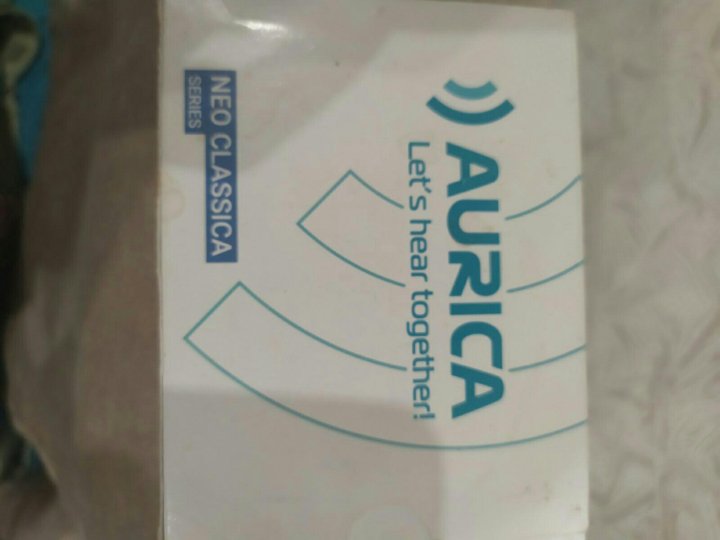 AURICA
Let's hear together!
NEO CLASSICA
SERIES